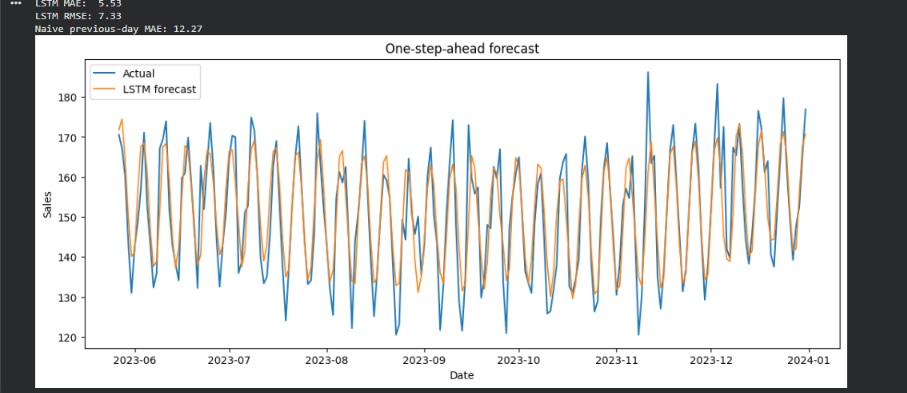 LSTM MAE: 5.53
LSTM RMSE: 7.33
Naive previous-day MAE: 12.27
One-step-ahead forecast
Actual
LSTM forecast
180
170
160
150
140
130
120
Sales
2023-06 2023-07 2023-08 2023-09 2023-10 2023-11 2023-12 2024-01
Date